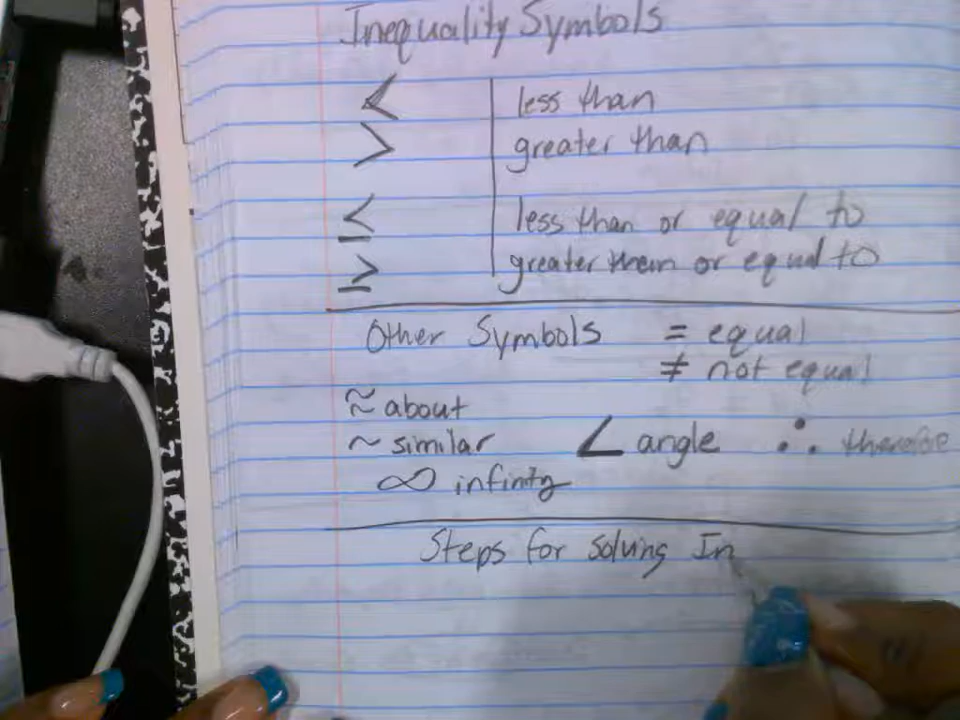 Inequality Symbols
< less than
> greater than
≤ less than or equal to
≥ greater than or equal to
Other Symbols = equal
≠ not equal
≈ about
~ similar ∠ angle ∴ therefore
∞ infinity
Steps for solving In